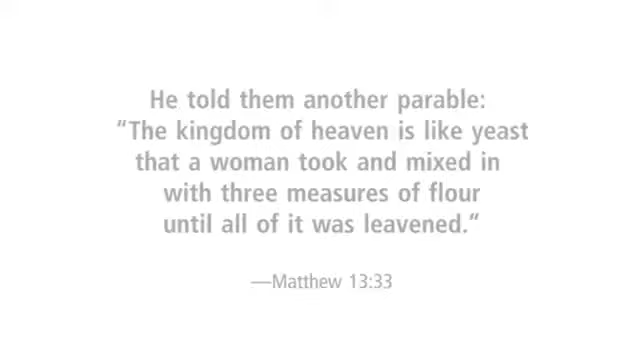 He told them another parable:
“The kingdom of heaven is like yeast
that a woman took and mixed in
with three measures of flour
until all of it was leavened.“
—Matthew 13:33